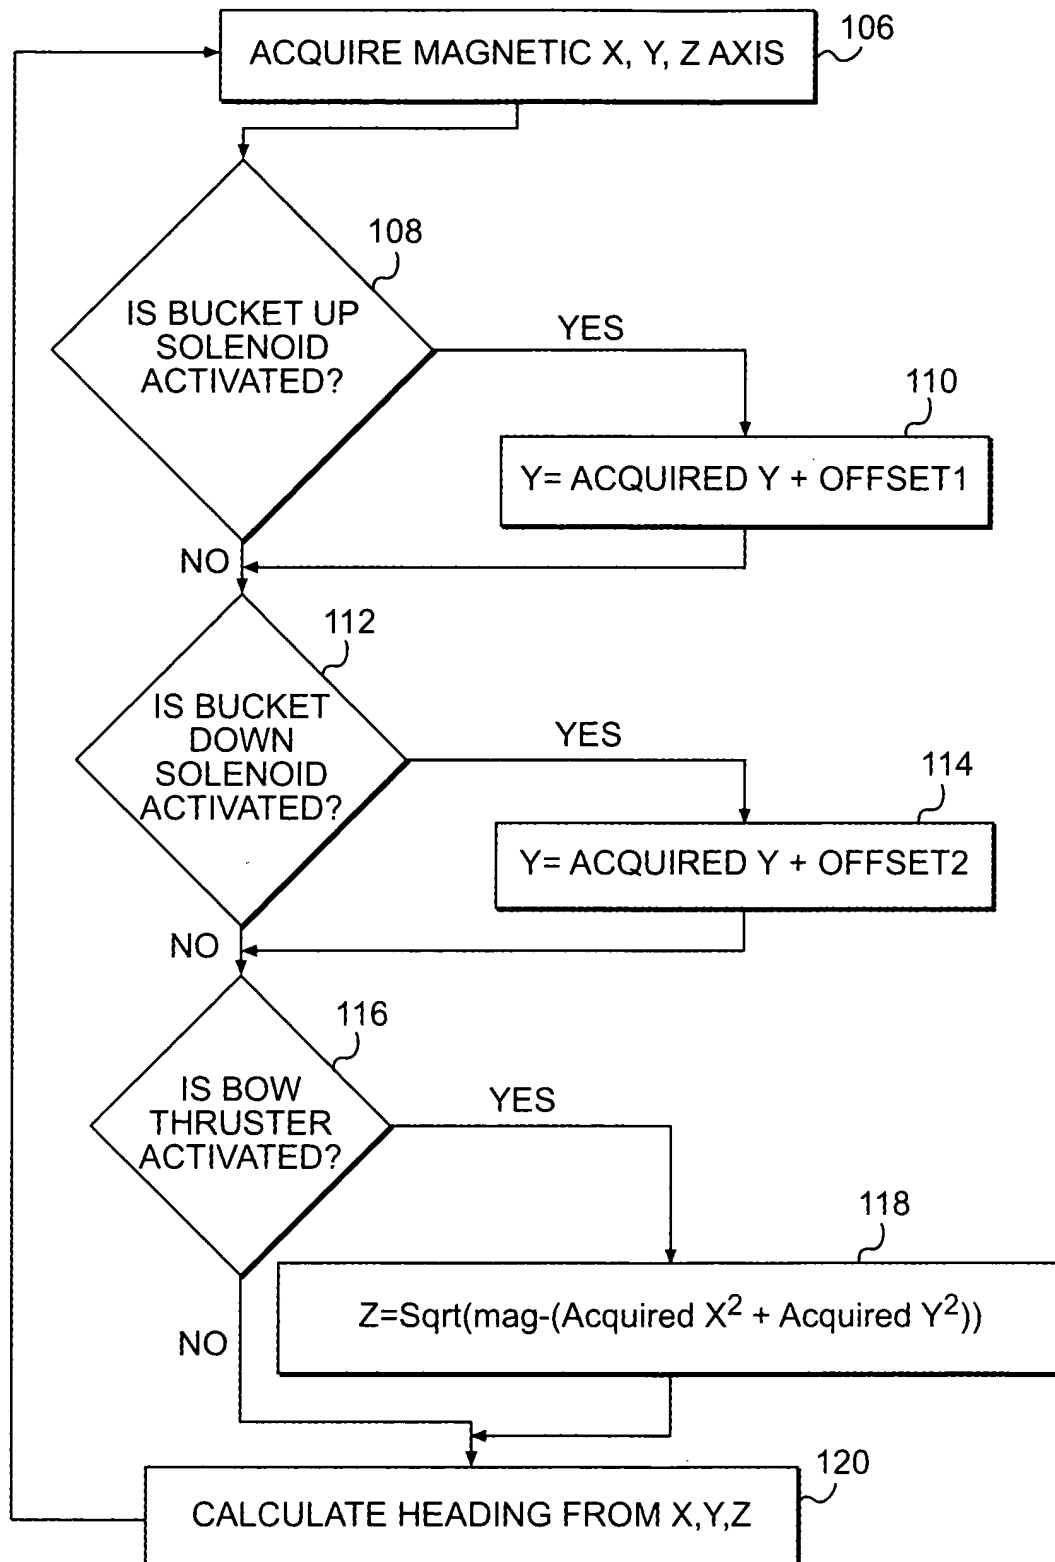 ACQUIRE MAGNETIC X, Y, Z AXIS
106
108
IS BUCKET UP
SOLENOID
ACTIVATED?
YES
110
Y= ACQUIRED Y + OFFSET1
NO
112
IS BUCKET
DOWN
SOLENOID
ACTIVATED?
YES
114
Y= ACQUIRED Y + OFFSET2
NO
116
IS BOW
THRUSTER
ACTIVATED?
YES
118
Z=Sqrt(mag-(Acquired X² + Acquired Y²))
NO
120
CALCULATE HEADING FROM X,Y,Z